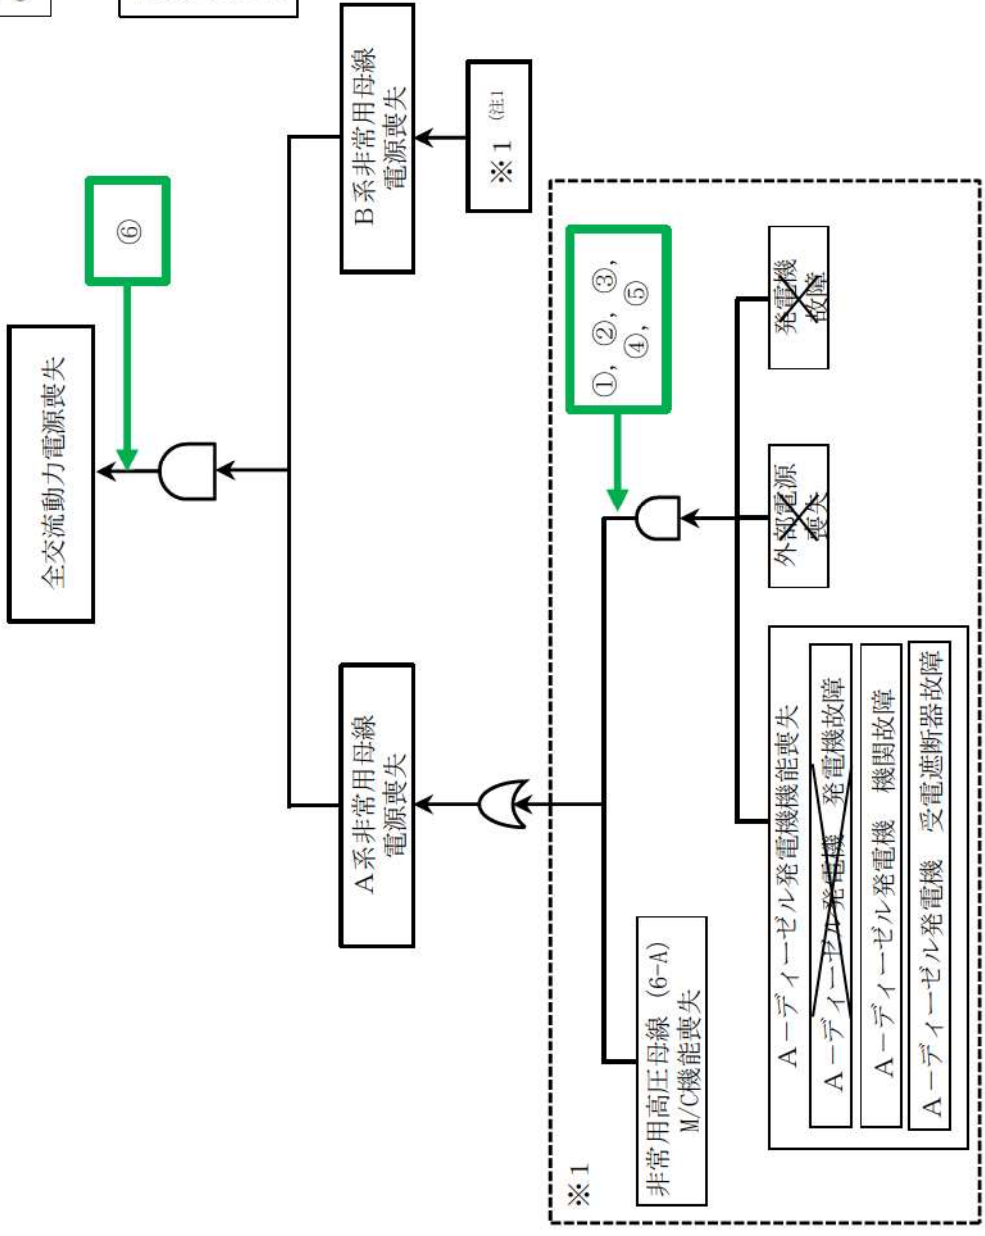 全交流動力電源喪失
⑥
A系非常用母線
電源喪失
B系非常用母線
電源喪失
※1 (注1
※1
非常用高圧母線 (6-A)
M/C機能喪失
①, ②, ③,
④, ⑤
A－ディーゼル発電機機能喪失
A－ディーゼル発電機 発電機故障
A－ディーゼル発電機 機関故障
A－ディーゼル発電機 受電遮断器故障
外部電源
喪失
発電機
故障